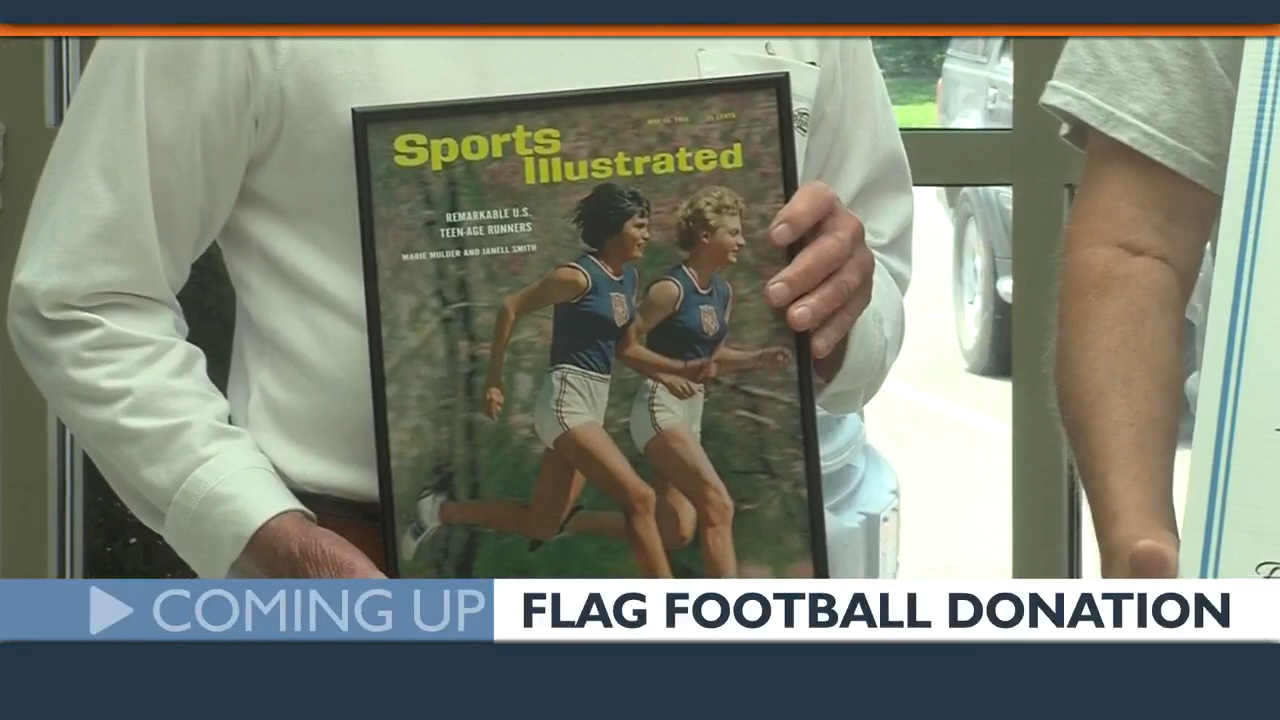 Sports
Illustrated
REMARKABLE U.S.
TEEN-AGE RUNNERS
MARIE MULDER AND JANELL SMITH
COMING UP
FLAG FOOTBALL DONATION